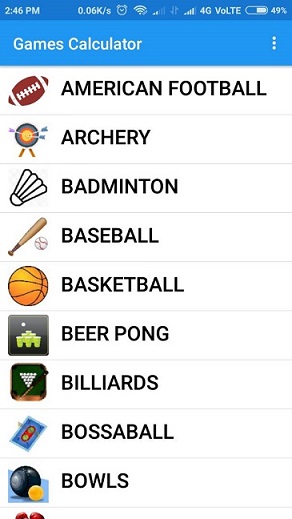 2:46 PM 0.06K/s 4G VoLTE 49%
Games Calculator
AMERICAN FOOTBALL
ARCHERY
BADMINTON
BASEBALL
BASKETBALL
BEER PONG
BILLIARDS
BOSSABALL
BOWLS